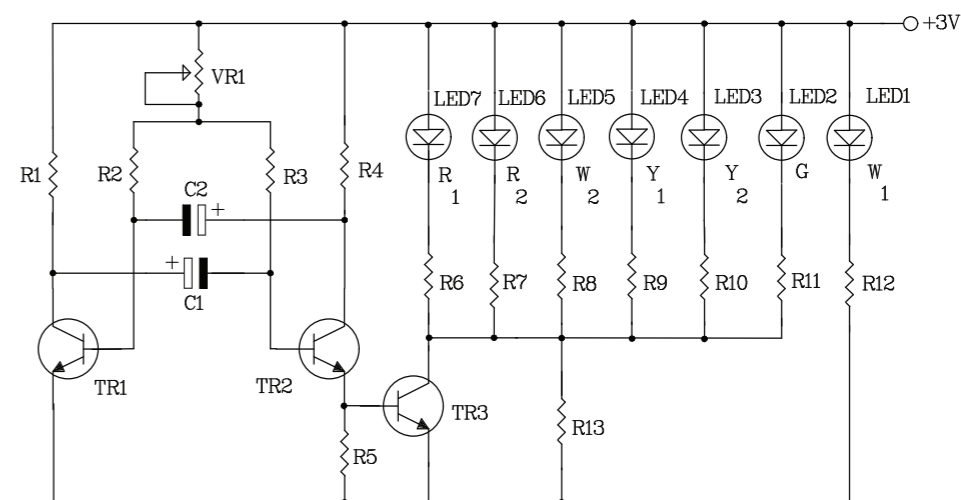 +3V
VR1
LED7
LED6
LED5
LED4
LED3
LED2
LED1
R1
R2
R3
R4
R
1
R
2
W
2
Y
1
Y
2
G
W
1
C2
+
+
C1
R6
R7
R8
R9
R10
R11
R12
TR1
TR2
TR3
R13
R5